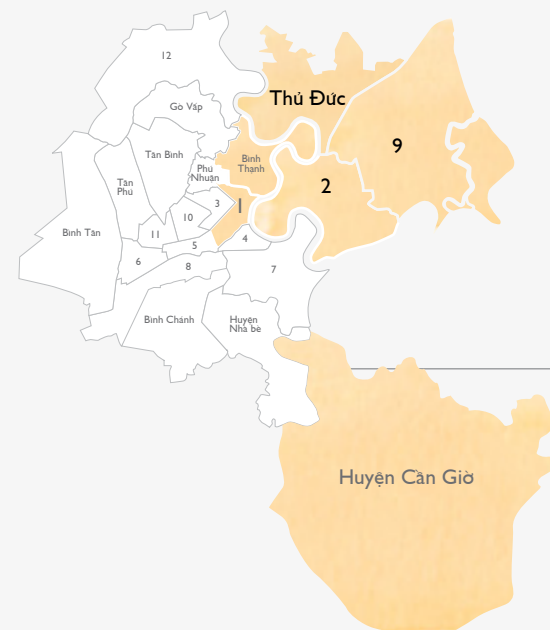 12
Thủ Đức
Gò Vấp
9
Tân Bình
Bình
Thạnh
Phú
Nhuận
2
Tân
Phú
3
1
10
Bình Tân
11
4
5
6
8
7
Bình Chánh
Huyện
Nhà bè
Huyện Cần Giờ